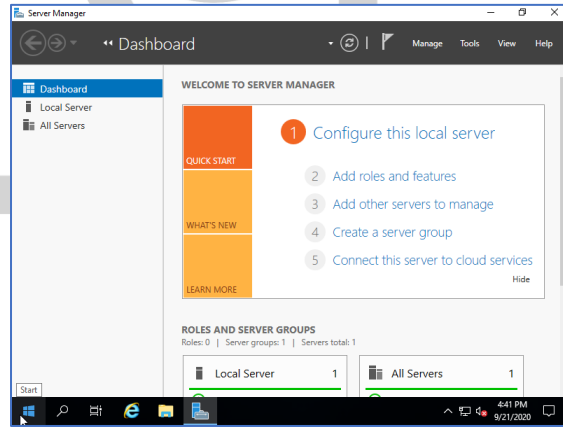 Server Manager
Dashboard
Manage Tools View Help
Dashboard
Local Server
All Servers
WELCOME TO SERVER MANAGER
QUICK START
WHAT'S NEW
LEARN MORE
1 Configure this local server
2 Add roles and features
3 Add other servers to manage
4 Create a server group
5 Connect this server to cloud services
Hide
ROLES AND SERVER GROUPS
Roles: 0 | Server groups: 1 | Servers total: 1
Local Server 1
All Servers 1
Start
4:41 PM
9/21/2020